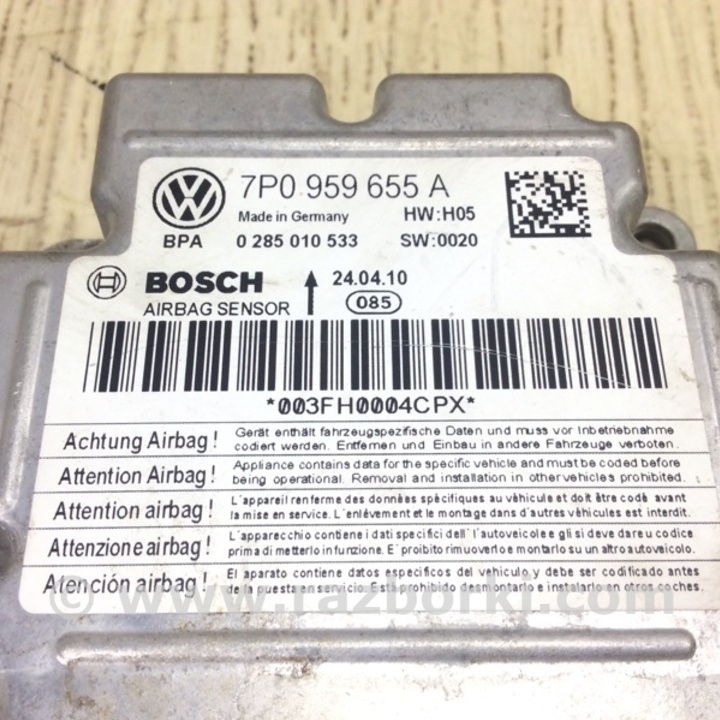 7P0 959 655 A
Made in Germany HW:H05
BPA 0 285 010 533 SW:0020
BOSCH 24.04.10
AIRBAG SENSOR 085
*003FH0004CPX*
Achtung Airbag! Gerät enthält fahrzeugspezifische Daten und muss vor Inbetriebnahme
codiert werden. Entfernen und Einbau in andere Fahrzeuge verboten.
Attention Airbag! Appliance contains data for the specific vehicle and must be coded before
being operational. Removal and installation in other vehicles prohibited.
Attention airbag! L'appareil renferme des données spécifiques au véhicule et doit être codé avant
la mise en service. L'enlévement et le montage dans d'autres véhicules est interdit.
Attenzione airbag! L'apparecchio contiene i dati specifici dell'l'autoveicolo e gli si deve dare u codice
prima di metterlo in funzione. E' proibito rimuoverlo e montarlo su un altro autoveicolo.
Atención airbag! El aparato contiene datos especificos del vehículo y debe ser codificado antes
de la puesta en servicio. Está prohibido desmontarlo e instalarlo en otros coches.
© www.razborki.com